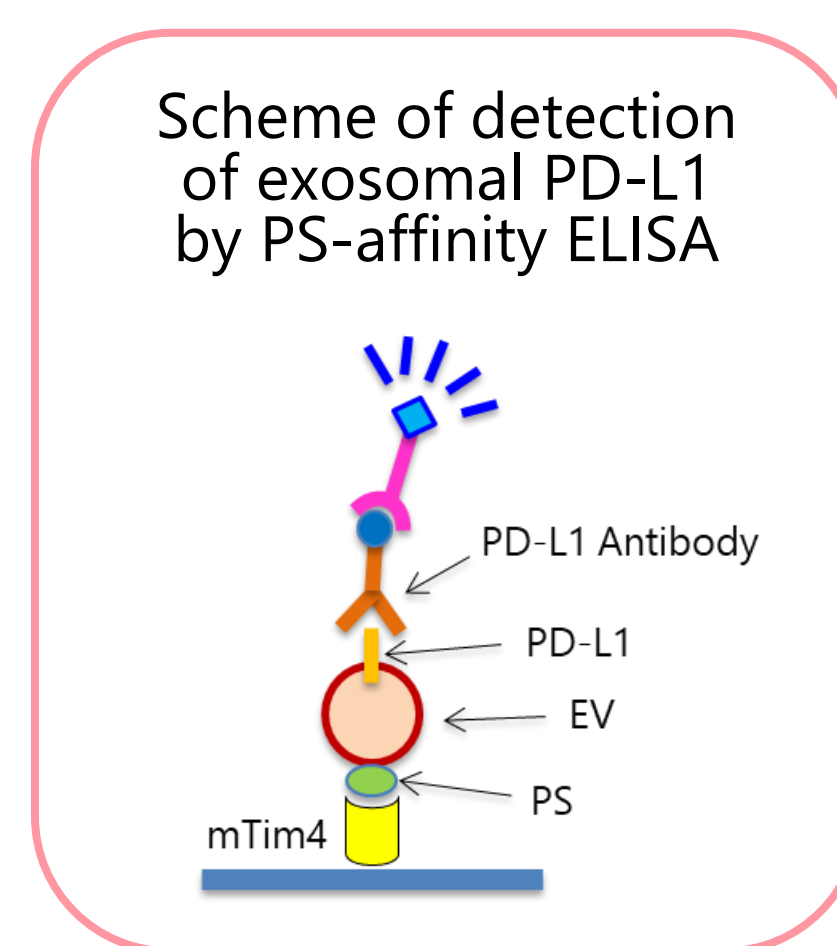 Scheme of detection
of exosomal PD-L1
by PS-affinity ELISA
PD-L1 Antibody
PD-L1
EV
PS
mTim4